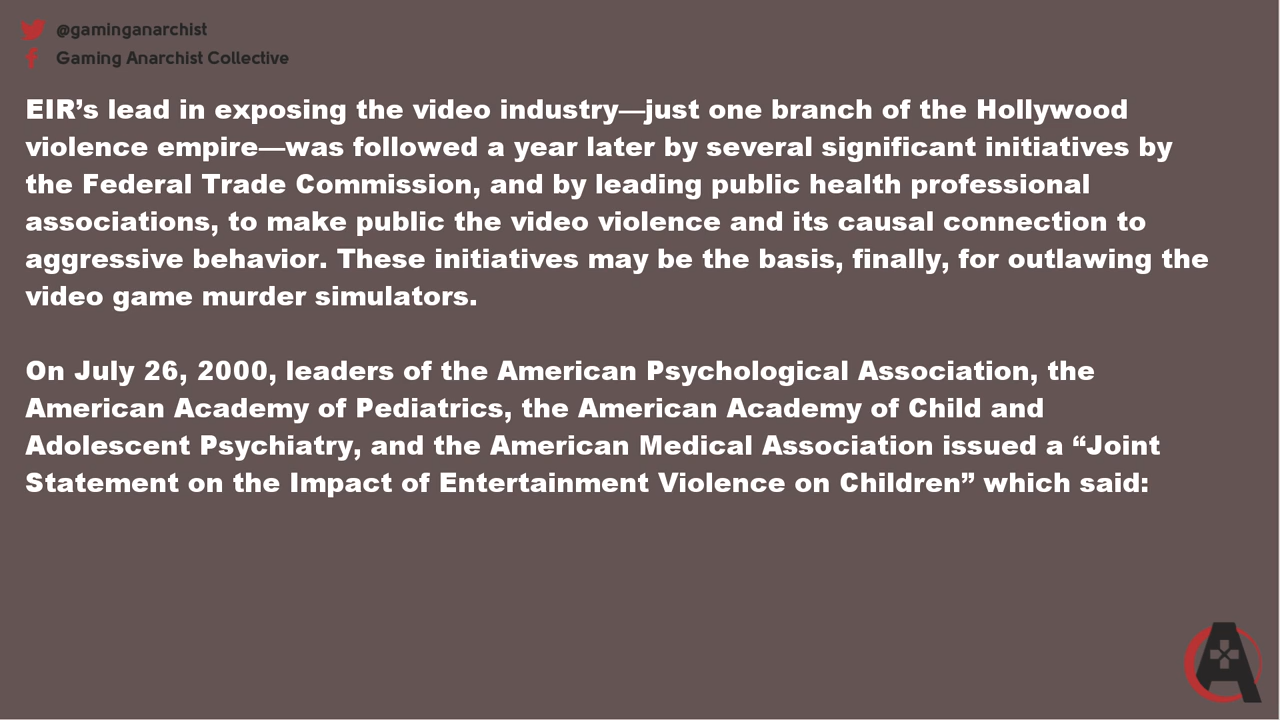 @gaminganarchist
Gaming Anarchist Collective
EIR’s lead in exposing the video industry—just one branch of the Hollywood
violence empire—was followed a year later by several significant initiatives by
the Federal Trade Commission, and by leading public health professional
associations, to make public the video violence and its causal connection to
aggressive behavior. These initiatives may be the basis, finally, for outlawing the
video game murder simulators.
On July 26, 2000, leaders of the American Psychological Association, the
American Academy of Pediatrics, the American Academy of Child and
Adolescent Psychiatry, and the American Medical Association issued a “Joint
Statement on the Impact of Entertainment Violence on Children” which said: